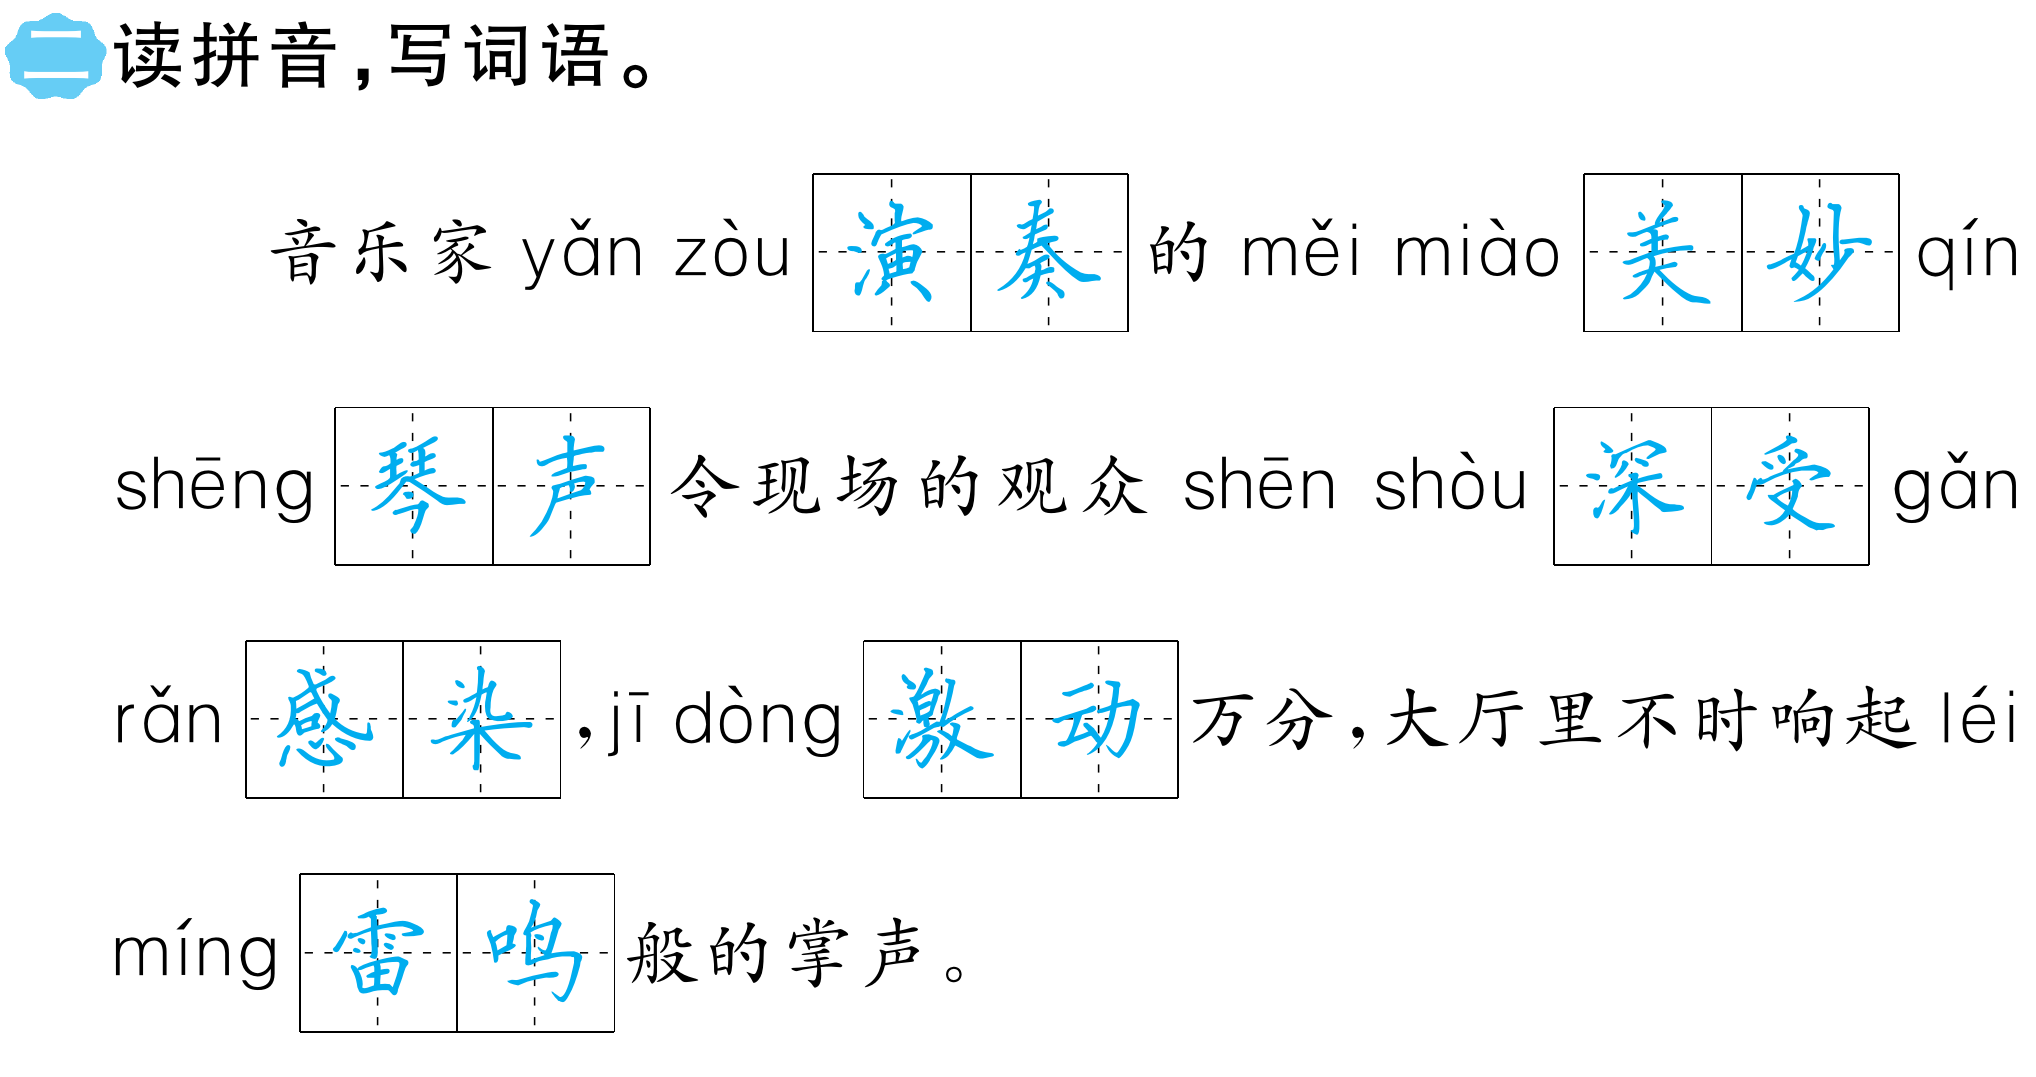 二 读拼音,写词语。
音乐家 yǎn zòu 演奏 的 měi miào 美妙 qín
shēng 琴声 令现场的观众 shēn shòu 深受 gǎn
rǎn 感染 ,jī dòng 激动 万分,大厅里不时响起 léi
míng 雷鸣 般的掌声。